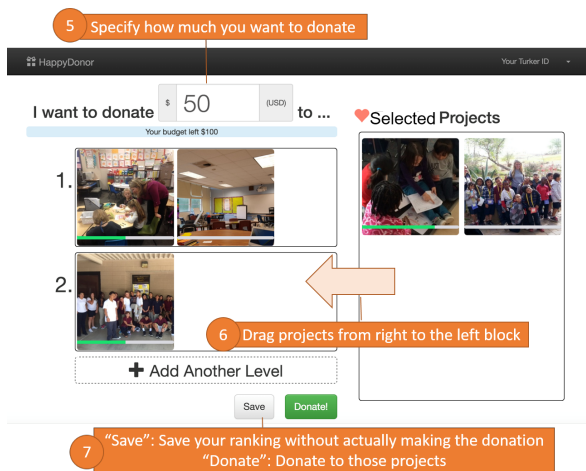 5 Specify how much you want to donate
HappyDonor Your Turker ID
I want to donate $ 50 (USD) to ...
Your budget left $100
Selected Projects
1.
2.
6 Drag projects from right to the left block
Add Another Level
Save Donate!
7 “Save”: Save your ranking without actually making the donation
“Donate”: Donate to those projects